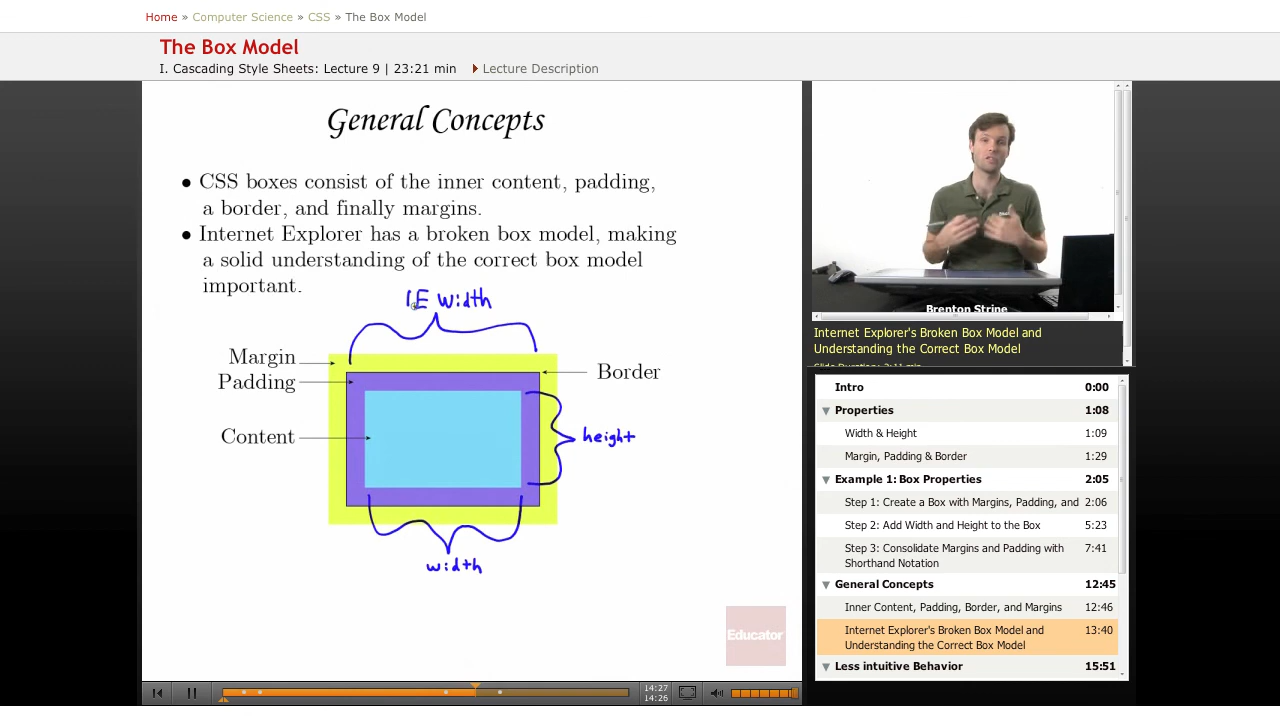 Home » Computer Science » CSS » The Box Model
The Box Model
I. Cascading Style Sheets: Lecture 9 | 23:21 min Lecture Description
General Concepts
• CSS boxes consist of the inner content, padding,
a border, and finally margins.
• Internet Explorer has a broken box model, making
a solid understanding of the correct box model
important.
IE width
Margin
Padding
Border
Content
height
width
Educator
Brenton Strine
Internet Explorer's Broken Box Model and
Understanding the Correct Box Model
Slide Duration: 2:11 min
Intro 0:00
Properties 1:08
Width & Height 1:09
Margin, Padding & Border 1:29
Example 1: Box Properties 2:05
Step 1: Create a Box with Margins, Padding, and 2:06
Step 2: Add Width and Height to the Box 5:23
Step 3: Consolidate Margins and Padding with 7:41
Shorthand Notation
General Concepts 12:45
Inner Content, Padding, Border, and Margins 12:46
Internet Explorer's Broken Box Model and 13:40
Understanding the Correct Box Model
Less intuitive Behavior 15:51
14:27
14:26